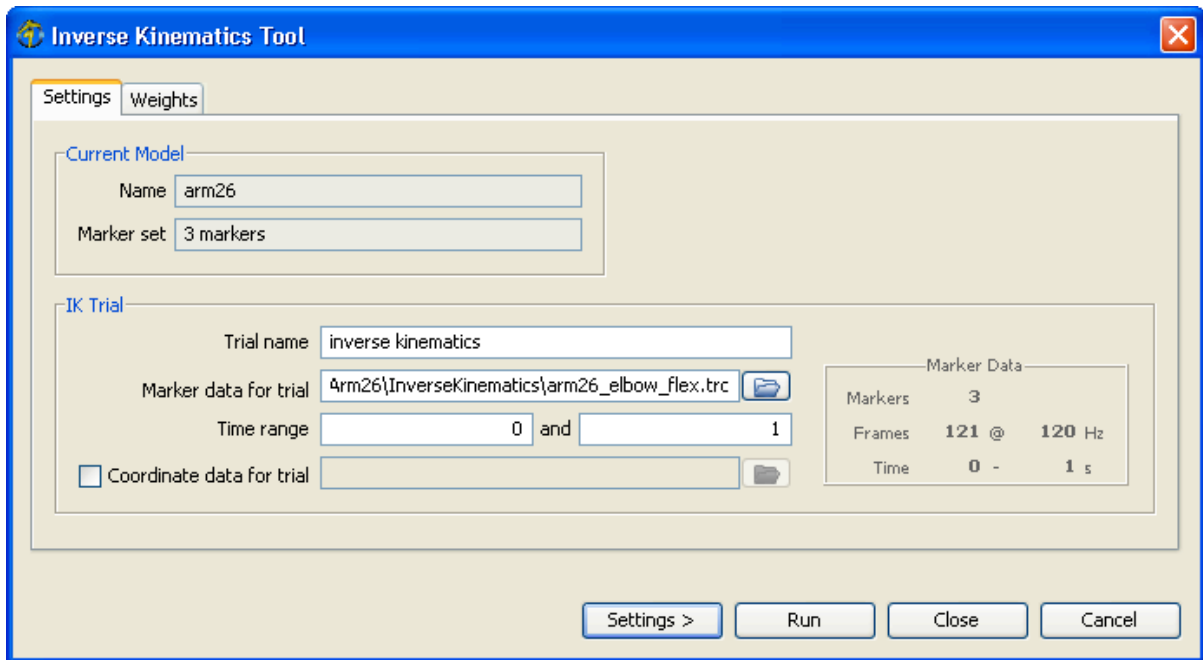 Inverse Kinematics Tool
Settings Weights
Current Model
Name arm26
Marker set 3 markers
IK Trial
Trial name inverse kinematics
Marker data for trial Arm26\InverseKinematics\arm26_elbow_flex.trc
Time range 0 and 1
Coordinate data for trial
Marker Data
Markers 3
Frames 121 @ 120 Hz
Time 0 - 1 s
Settings > Run Close Cancel